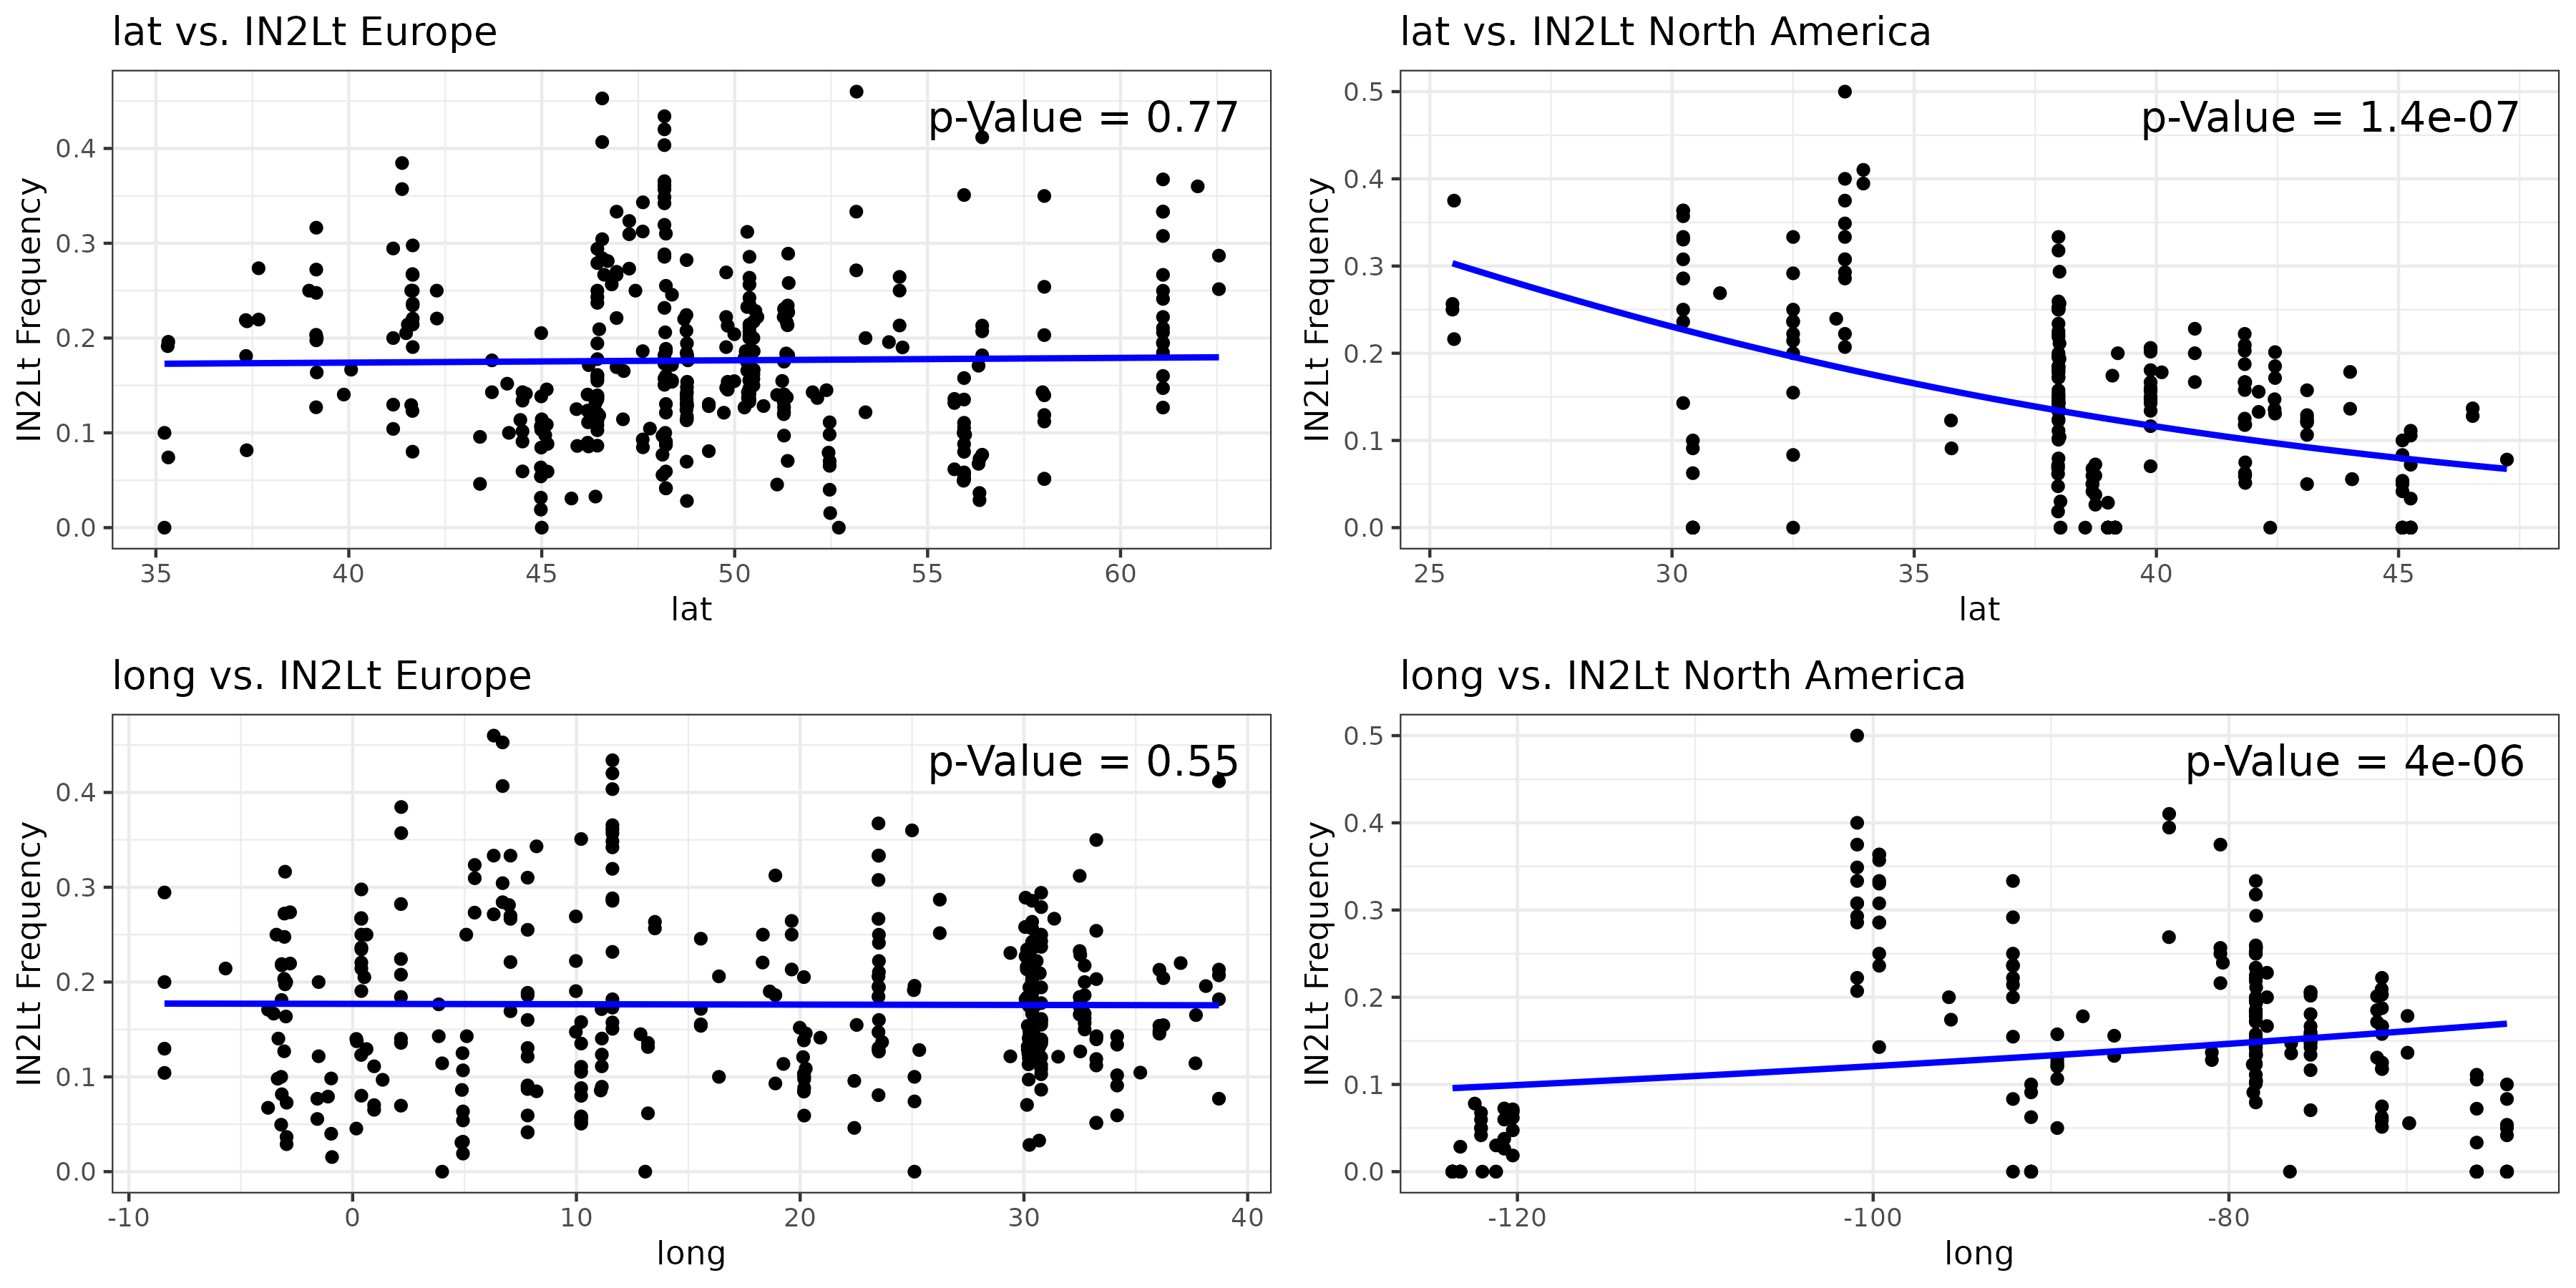 lat vs. IN2Lt Europe
p-Value = 0.77
IN2Lt Frequency
0.4
0.3
0.2
0.1
0.0
35 40 45 50 55 60
lat
lat vs. IN2Lt North America
p-Value = 1.4e-07
IN2Lt Frequency
0.5
0.4
0.3
0.2
0.1
0.0
25 30 35 40 45
lat
long vs. IN2Lt Europe
p-Value = 0.55
IN2Lt Frequency
0.4
0.3
0.2
0.1
0.0
-10 0 10 20 30 40
long
long vs. IN2Lt North America
p-Value = 4e-06
IN2Lt Frequency
0.5
0.4
0.3
0.2
0.1
0.0
-120 -100 -80
long